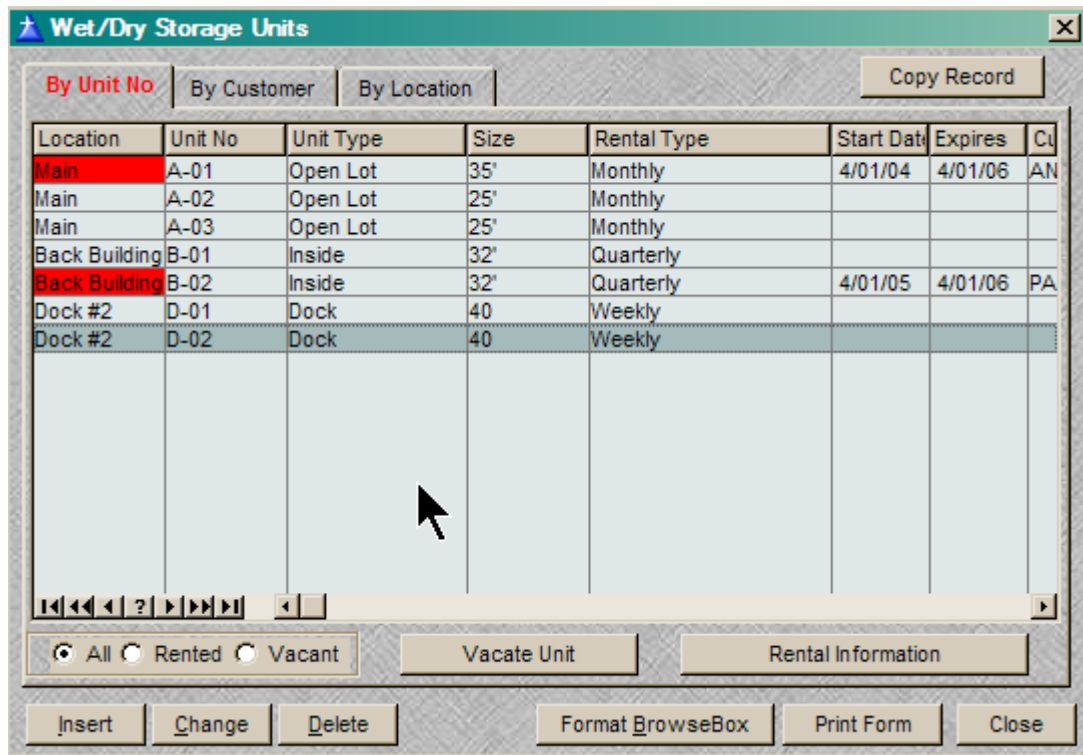 Wet/Dry Storage Units
By Unit No By Customer By Location Copy Record
Location Unit No Unit Type Size Rental Type Start Date Expires Cu
Main A-01 Open Lot 35' Monthly 4/01/04 4/01/06 AN
Main A-02 Open Lot 25' Monthly
Main A-03 Open Lot 25' Monthly
Back Building B-01 Inside 32' Quarterly
Back Building B-02 Inside 32' Quarterly 4/01/05 4/01/06 PA
Dock #2 D-01 Dock 40 Weekly
Dock #2 D-02 Dock 40 Weekly
?
All Rented Vacant Vacate Unit Rental Information
Insert Change Delete Format BrowseBox Print Form Close